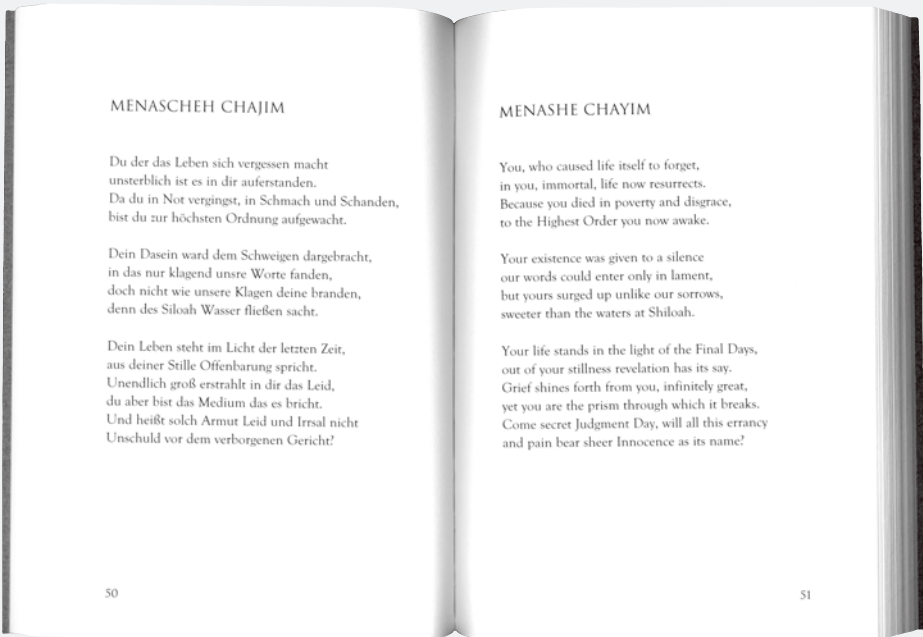 MENASCHEH CHAJIM
Du der das Leben sich vergessen macht
unsterblich ist es in dir auferstanden.
Da du in Not vergingst, in Schmach und Schanden,
bist du zur höchsten Ordnung aufgewacht.
Dein Dasein ward dem Schweigen dargebracht,
in das nur klagend unsre Worte fanden,
doch nicht wie unsere Klagen deine branden,
denn des Siloah Wasser fließen sacht.
Dein Leben steht im Licht der letzten Zeit,
aus deiner Stille Offenbarung spricht.
Unendlich groß erstrahlt in dir das Leid,
du aber bist das Medium das es bricht.
Und heißt solch Armut Leid und Irrsal nicht
Unschuld vor dem verborgenen Gericht?
50
MENASHE CHAYIM
You, who caused life itself to forget,
in you, immortal, life now resurrects.
Because you died in poverty and disgrace,
to the Highest Order you now awake.
Your existence was given to a silence
our words could enter only in lament,
but yours surged up unlike our sorrows,
sweeter than the waters at Shiloah.
Your life stands in the light of the Final Days,
out of your stillness revelation has its say.
Grief shines forth from you, infinitely great,
yet you are the prism through which it breaks.
Come secret Judgment Day, will all this errancy
and pain bear sheer Innocence as its name?
51